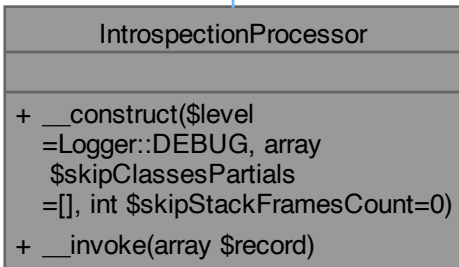 IntrospectionProcessor
+ __construct($level
=Logger::DEBUG, array
$skipClassesPartials
=[], int $skipStackFramesCount=0)
+ __invoke(array $record)